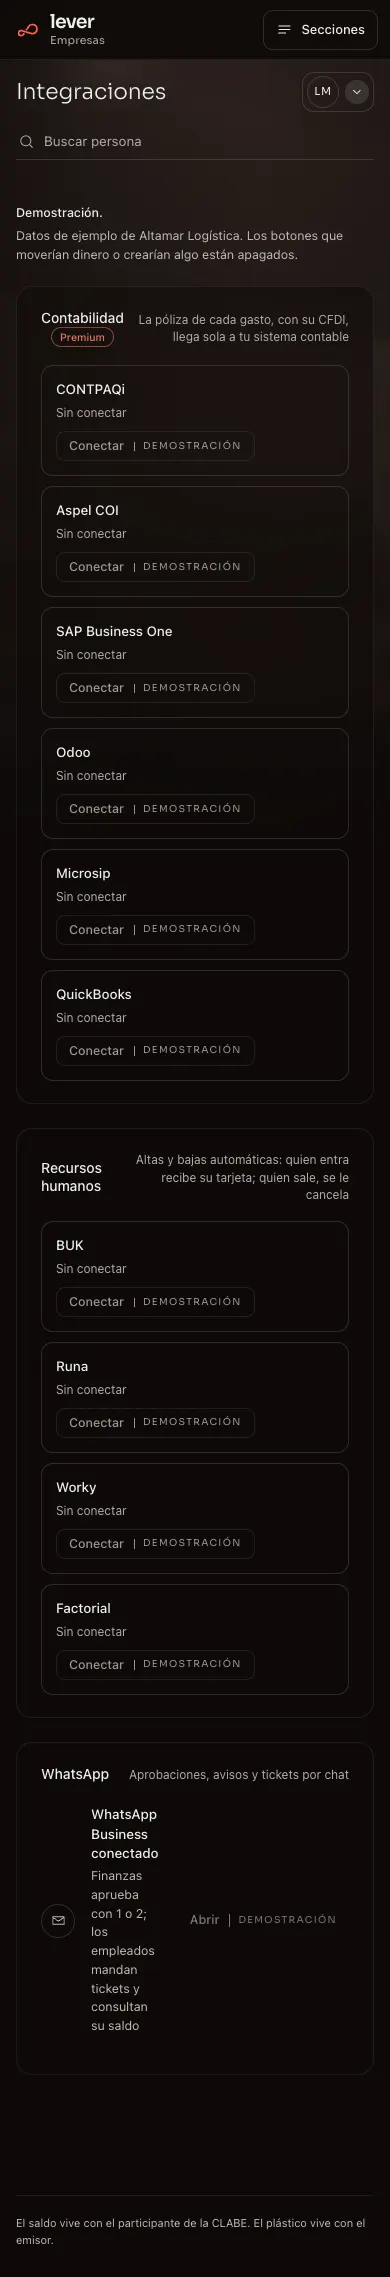 lever
Empresas
Secciones
Integraciones
LM
Buscar persona
Demostración.
Datos de ejemplo de Altamar Logística. Los botones que
moverían dinero o crearían algo están apagados.
Contabilidad
Premium
La póliza de cada gasto, con su CFDI,
llega sola a tu sistema contable
CONTPAQi
Sin conectar
Conectar | DEMOSTRACIÓN
Aspel COI
Sin conectar
Conectar | DEMOSTRACIÓN
SAP Business One
Sin conectar
Conectar | DEMOSTRACIÓN
Odoo
Sin conectar
Conectar | DEMOSTRACIÓN
Microsip
Sin conectar
Conectar | DEMOSTRACIÓN
QuickBooks
Sin conectar
Conectar | DEMOSTRACIÓN
Recursos
humanos
Altas y bajas automáticas: quien entra
recibe su tarjeta; quien sale, se le
cancela
BUK
Sin conectar
Conectar | DEMOSTRACIÓN
Runa
Sin conectar
Conectar | DEMOSTRACIÓN
Worky
Sin conectar
Conectar | DEMOSTRACIÓN
Factorial
Sin conectar
Conectar | DEMOSTRACIÓN
WhatsApp
Aprobaciones, avisos y tickets por chat
WhatsApp
Business
conectado
Finanzas
aprueba
con 1 o 2;
los
empleados
mandan
tickets y
consultan
su saldo
Abrir | DEMOSTRACIÓN
El saldo vive con el participante de la CLABE. El plástico vive con el
emisor.